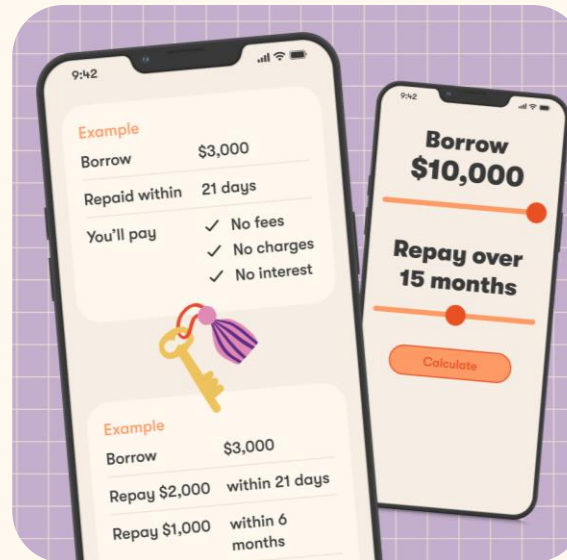 9:42
Example
Borrow $3,000
Repaid within 21 days
You'll pay ✓ No fees
✓ No charges
✓ No interest
Example
Borrow $3,000
Repay $2,000 within 21 days
Repay $1,000 within 6
months
9:42
Borrow
$10,000
Repay over
15 months
Calculate